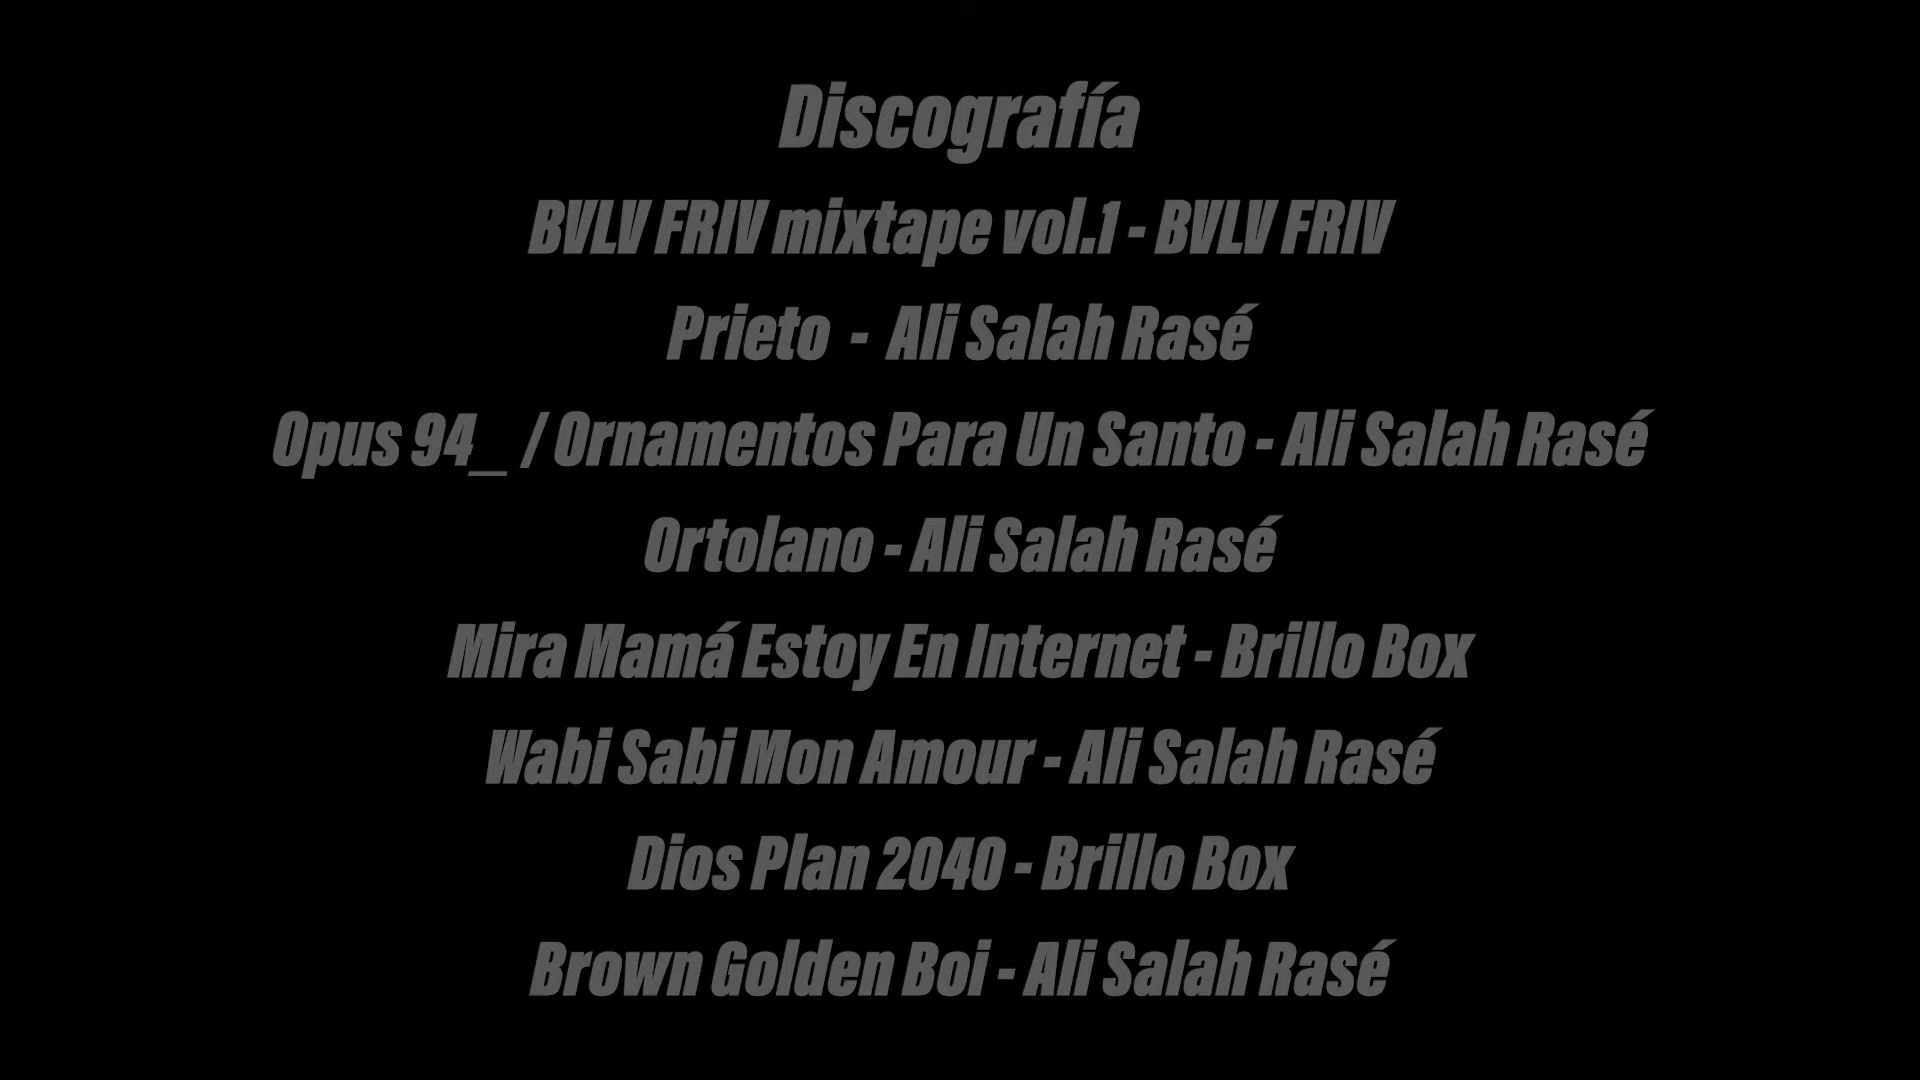 Discografía
BVLV FRIV mixtape vol.1 - BVLV FRIV
Prieto - Ali Salah Rasé
Opus 94_ / Ornamentos Para Un Santo - Ali Salah Rasé
Ortolano - Ali Salah Rasé
Mira Mamá Estoy En Internet - Brillo Box
Wabi Sabi Mon Amour - Ali Salah Rasé
Dios Plan 2040 - Brillo Box
Brown Golden Boi - Ali Salah Rasé